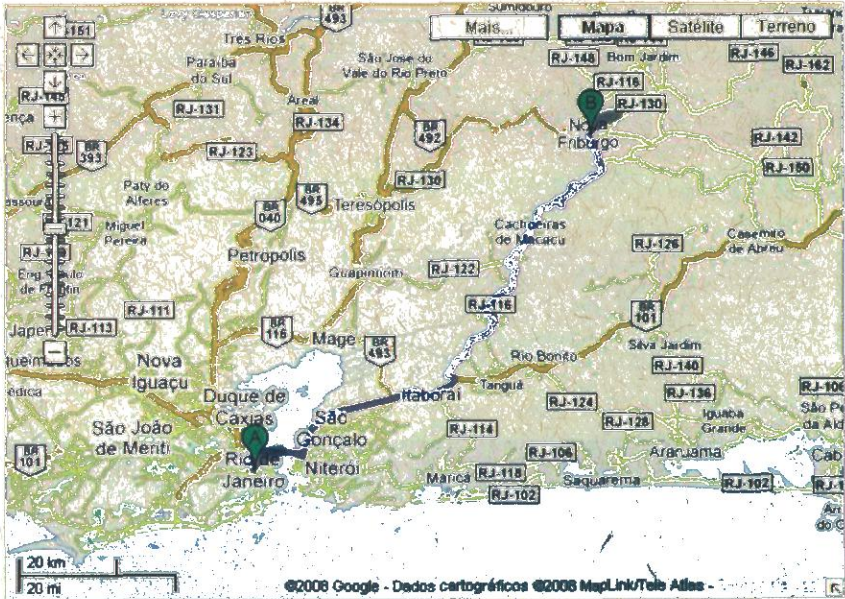 Mais...
Mapa
Satélite
Terreno
BR
493
Sumidouro
Três Rios
Paraíba
do Sul
São José do
Vale do Rio Preto
RJ-148
Bom Jardim
RJ-146
RJ-162
RJ-116
RJ-130
B
Nova
Friburgo
RJ-131
Areal
RJ-134
BR
492
RJ-142
RJ-150
BR
393
RJ-123
RJ-130
Paty do
Alferes
BR
495
Teresópolis
BR
040
Miguel
Pereira
Petropolis
Cachoeiras
de Macacu
RJ-126
Casemiro
de Abreu
Guapimirim
RJ-122
RJ-111
RJ-116
BR
101
RJ-113
BR
116
Mage
BR
493
Silva Jardim
Rio Bonito
RJ-140
Nova
Iguaçu
Tanguá
Itaboraí
RJ-136
RJ-124
Duque de
Caxias
São
Gonçalo
RJ-114
RJ-128
Iguaba
Grande
São João
de Meriti
A
Rio de
Janeiro
Niterói
BR
101
RJ-106
Araruama
Marica
RJ-118
RJ-102
Saquarema
RJ-102
20 km
20 mi
©2008 Google - Dados cartográficos ©2008 MapLink/Tele Atlas -